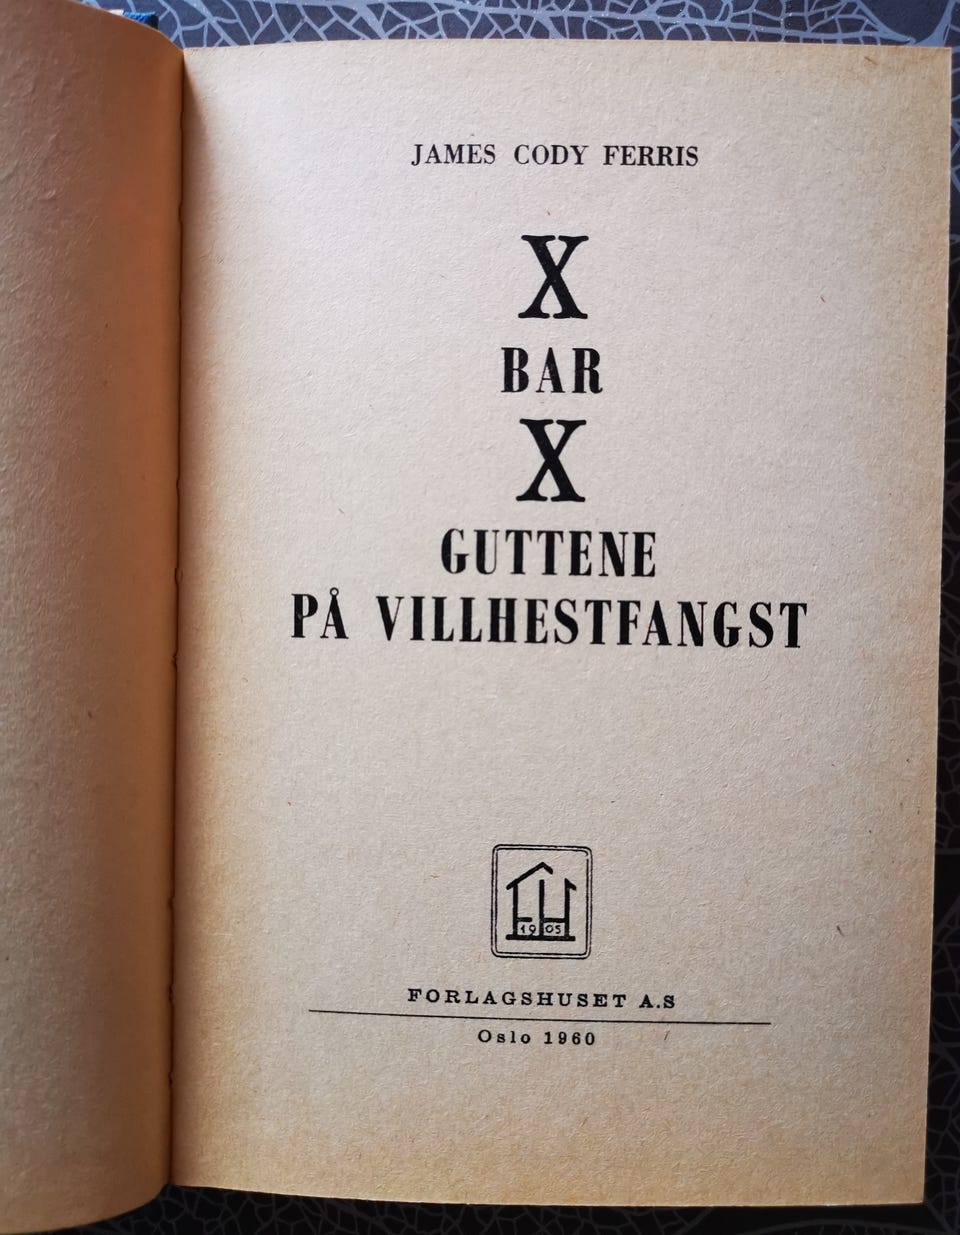 JAMES CODY FERRIS
X
BAR
X
GUTTENE
PÅ VILLHESTFANGST
FH
1905
FORLAGSHUSET A.S
Oslo 1960